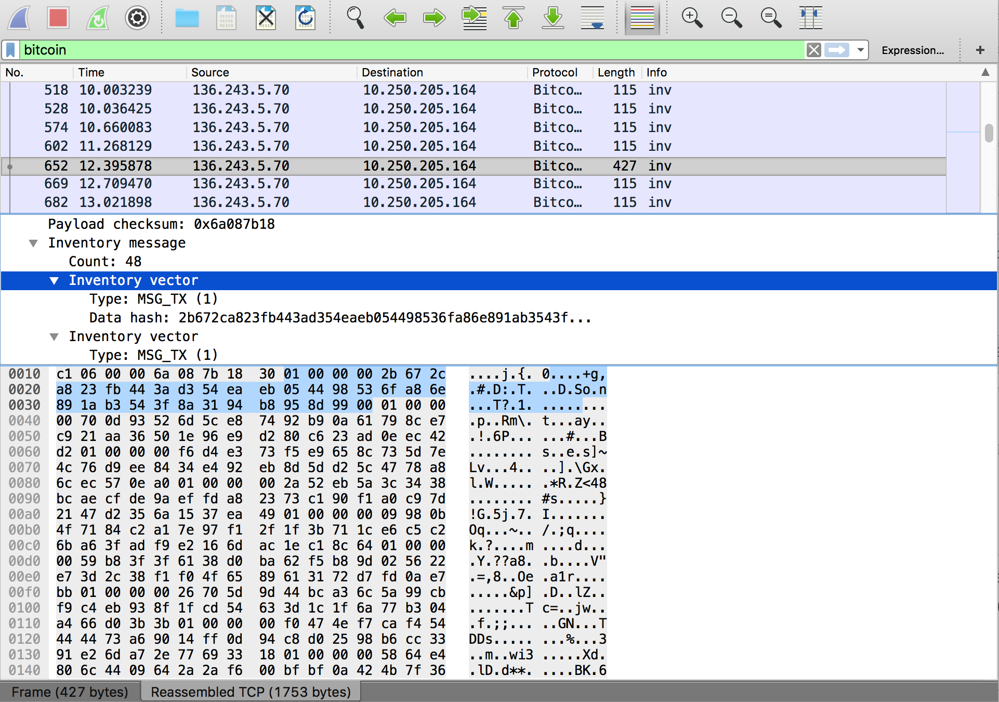 bitcoin
Expression...
+
No. Time Source Destination Protocol Length Info
518 10.003239 136.243.5.70 10.250.205.164 Bitco... 115 inv
528 10.036425 136.243.5.70 10.250.205.164 Bitco... 115 inv
574 10.660083 136.243.5.70 10.250.205.164 Bitco... 115 inv
602 11.268129 136.243.5.70 10.250.205.164 Bitco... 115 inv
652 12.395878 136.243.5.70 10.250.205.164 Bitco... 427 inv
669 12.709470 136.243.5.70 10.250.205.164 Bitco... 115 inv
682 13.021898 136.243.5.70 10.250.205.164 Bitco... 115 inv
Payload checksum: 0x6a087b18
Inventory message
Count: 48
Inventory vector
Type: MSG_TX (1)
Data hash: 2b672ca823fb443ad354eaeb054498536fa86e891ab3543f...
Inventory vector
Type: MSG_TX (1)
0010 c1 06 00 00 6a 08 7b 18 30 01 00 00 00 2b 67 2c ....j.{. 0....+g,
0020 a8 23 fb 44 3a d3 54 ea eb 05 44 98 53 6f a8 6e .#.D:.T. ..D.So.n
0030 89 1a b3 54 3f 8a 31 94 b8 95 8d 99 00 01 00 00 ...T?.1. ........
0040 00 70 0d 93 52 6d 5c e8 74 92 b9 0a 61 79 8c e7 .p..Rm\. t...ay..
0050 c9 21 aa 36 50 1e 96 e9 d2 80 c6 23 ad 0e ec 42 .!.6P... ...#...B
0060 d2 01 00 00 00 f6 d4 e3 73 f5 e9 65 8c 73 5d 7e ........ s..e.s]~
0070 4c 76 d9 ee 84 34 e4 92 eb 8d 5d d2 5c 47 78 a8 Lv...4.. ..].\Gx.
0080 6c ec 57 0e a0 01 00 00 00 2a 52 eb 5a 3c 34 38 l.W..... .*R.Z<48
0090 bc ae cf de 9a ef fd a8 23 73 c1 90 f1 a0 c9 7d ........ #s.....}
00a0 21 47 d2 35 6a 15 37 ea 49 01 00 00 00 09 98 0b !G.5j.7. I.......
00b0 4f 71 84 c2 a1 7e 97 f1 2f 1f 3b 71 1c e6 c5 c2 Oq...~.. /.;q....
00c0 6b a6 3f ad f9 e2 16 6d ac 1e c1 8c 64 01 00 00 k.?....m ....d...
00d0 00 59 b8 3f 3f 61 38 d0 ba 62 f5 b8 9d 02 56 22 .Y.??a8. .b....V"
00e0 e7 3d 2c 38 f1 f0 4f 65 89 61 31 72 d7 fd 0a e7 .=,8..Oe .a1r....
00f0 bb 01 00 00 00 26 70 5d 9d 44 bc a3 6c 5a 99 cb .....&p] .D..lZ..
0100 f9 c4 eb 93 8f 1f cd 54 63 3d 1c 1f 6a 77 b3 04 .......T c=..jw..
0110 a4 66 d0 3b 3b 01 00 00 00 f0 47 4e f7 ca f4 54 .f.;;... ..GN...T
0120 44 44 73 a6 90 14 ff 0d 94 c8 d0 25 98 b6 cc 33 DDs..... ...%...3
0130 91 e2 6d a7 2e 77 69 33 18 01 00 00 00 58 64 e4 ..m..wi3 .....Xd.
0140 80 6c 44 09 64 2a 2a f6 00 bf bf 0a 42 4b 7f 36 .lD.d**. ....BK.6
Frame (427 bytes) Reassembled TCP (1753 bytes)